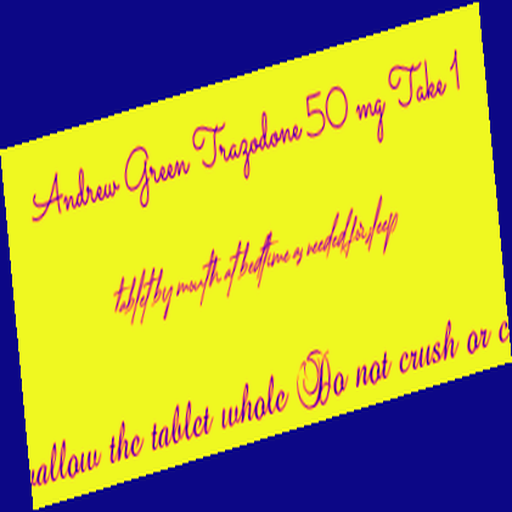 Andrew Green Trazodone 50 mg Take 1
tablet by mouth at bedtime as needed for sleep
the tablet whole Do not crush or